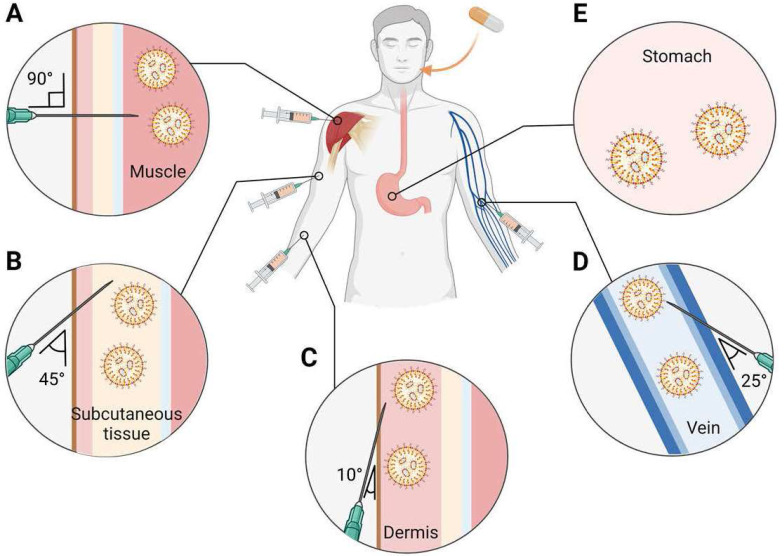 A
90°
Muscle
E
Stomach
B
45°
Subcutaneous
tissue
C
10°
Dermis
D
25°
Vein